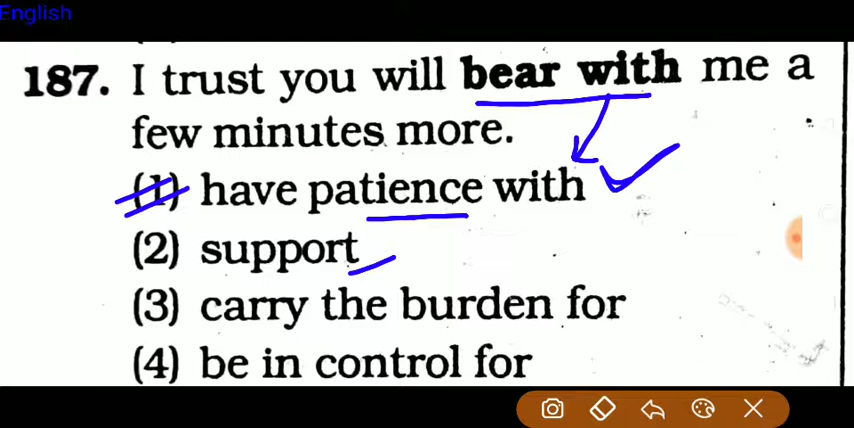 English
187. I trust you will bear with me a
few minutes more.
(1) have patience with
(2) support
(3) carry the burden for
(4) be in control for